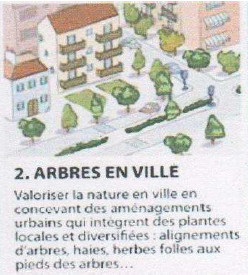 2. ARBRES EN VILLE
Valoriser la nature en ville en
concevant des aménagements
urbains qui intègrent des plantes
locales et diversifiées : alignements
d'arbres, haies, herbes folles aux
pieds des arbres...